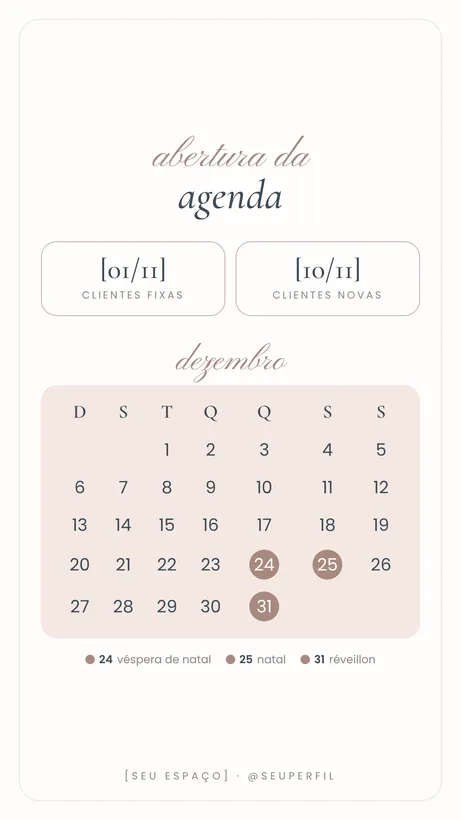 abertura da
agenda
[01/11] [10/11]
CLIENTES FIXAS CLIENTES NOVAS
dezembro
D S T Q Q S S
1 2 3 4 5
6 7 8 9 10 11 12
13 14 15 16 17 18 19
20 21 22 23 24 25 26
27 28 29 30 31
24 véspera de natal 25 natal 31 réveillon
[SEU ESPAÇO] · @SEUPERFIL